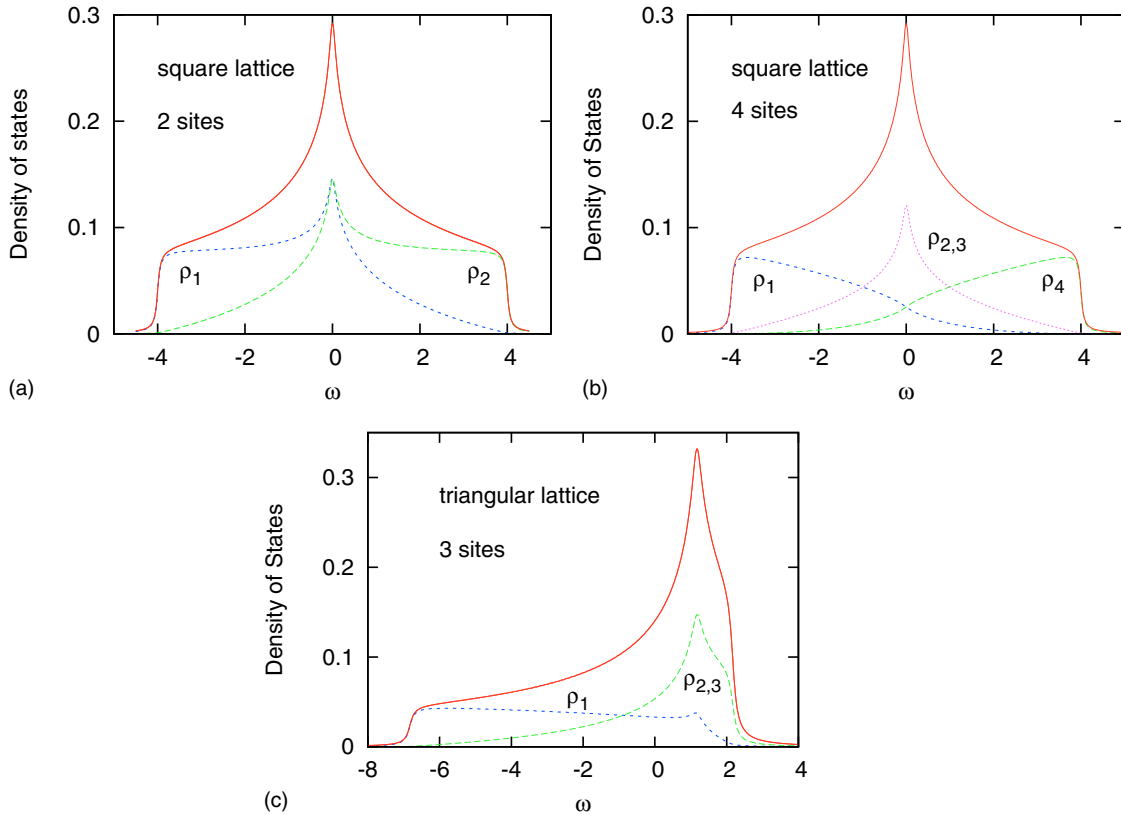 0.3
0.2
0.1
0
Density of states
square lattice
2 sites
ρ1
ρ2
-4 -2 0 2 4
ω
(a)
0.3
0.2
0.1
0
Density of States
square lattice
4 sites
ρ2,3
ρ1
ρ4
-4 -2 0 2 4
ω
(b)
0.3
0.2
0.1
0
Density of States
triangular lattice
3 sites
ρ1
ρ2,3
-8 -6 -4 -2 0 2 4
ω
(c)